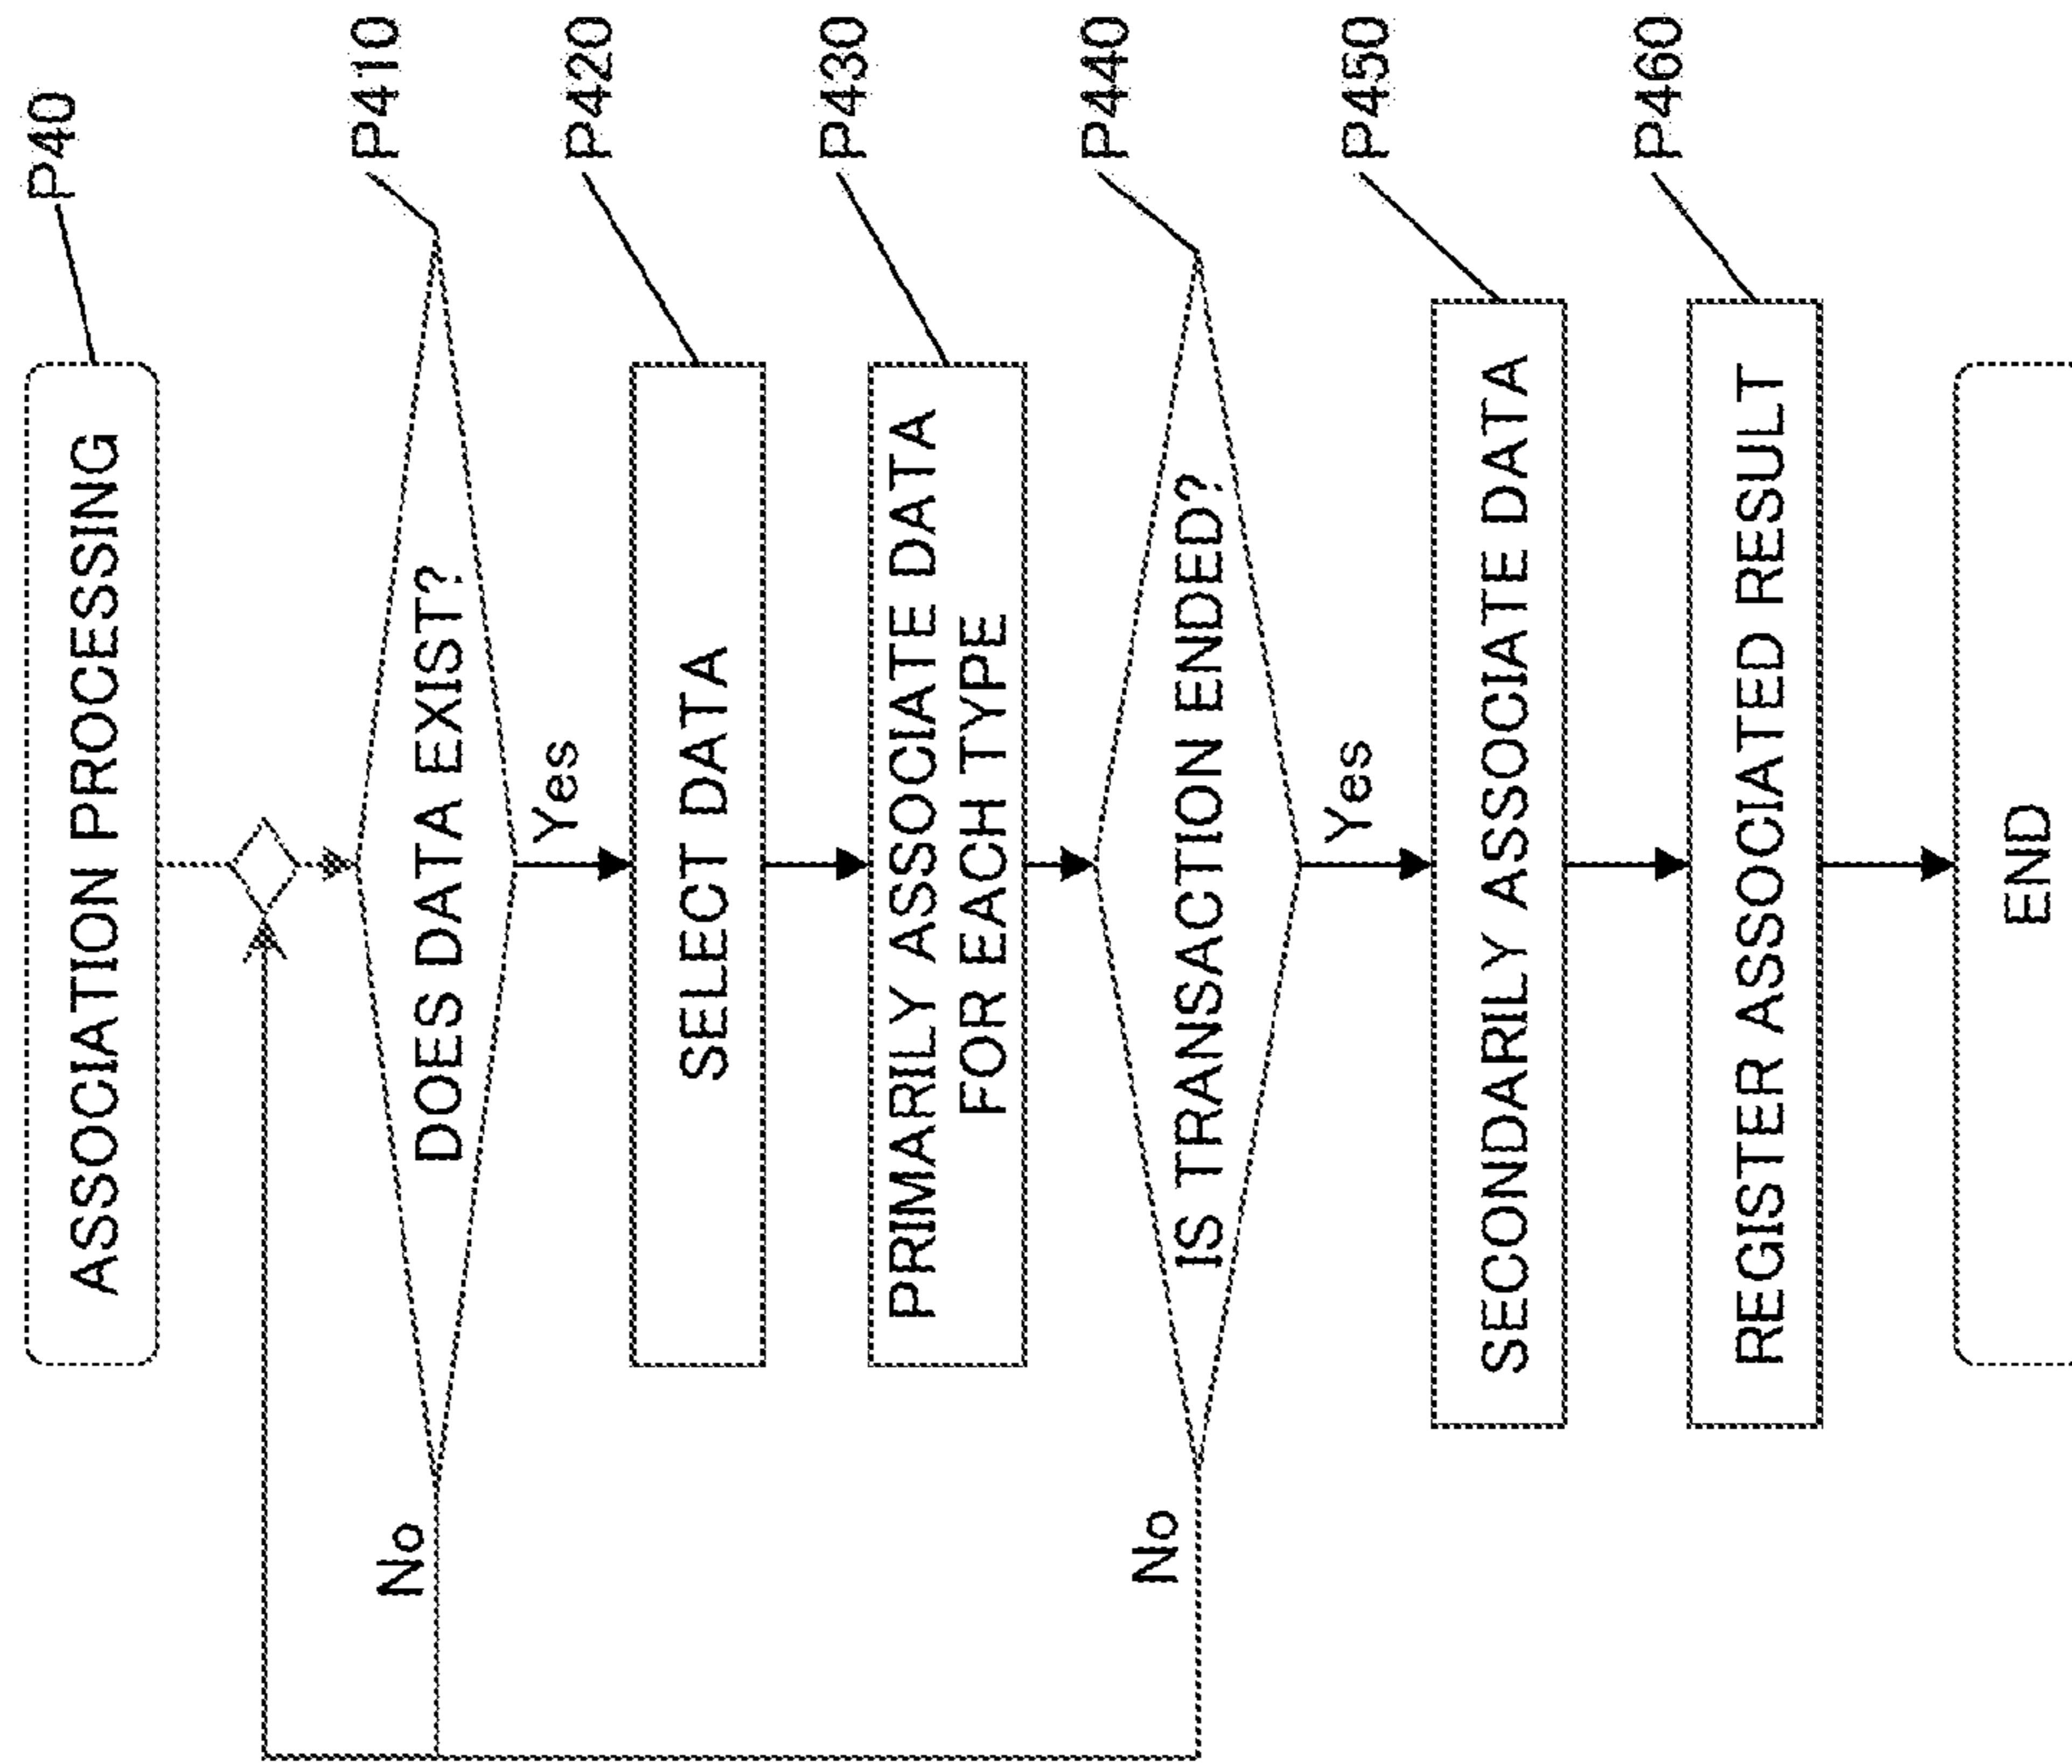 P40
ASSOCIATION PROCESSING
P410
DOES DATA EXIST?
No
Yes
P420
SELECT DATA
P430
PRIMARILY ASSOCIATE DATA
FOR EACH TYPE
P440
IS TRANSACTION ENDED?
No
Yes
P450
SECONDARILY ASSOCIATE DATA
P460
REGISTER ASSOCIATED RESULT
END